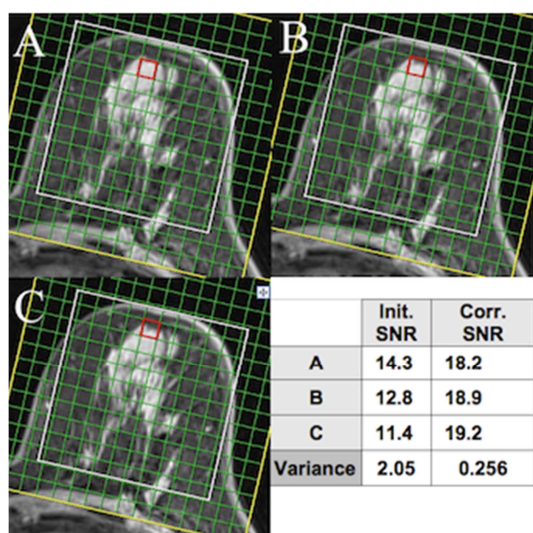 A
B
C
Init. SNR
Corr. SNR
A 14.3 18.2
B 12.8 18.9
C 11.4 19.2
Variance 2.05 0.256